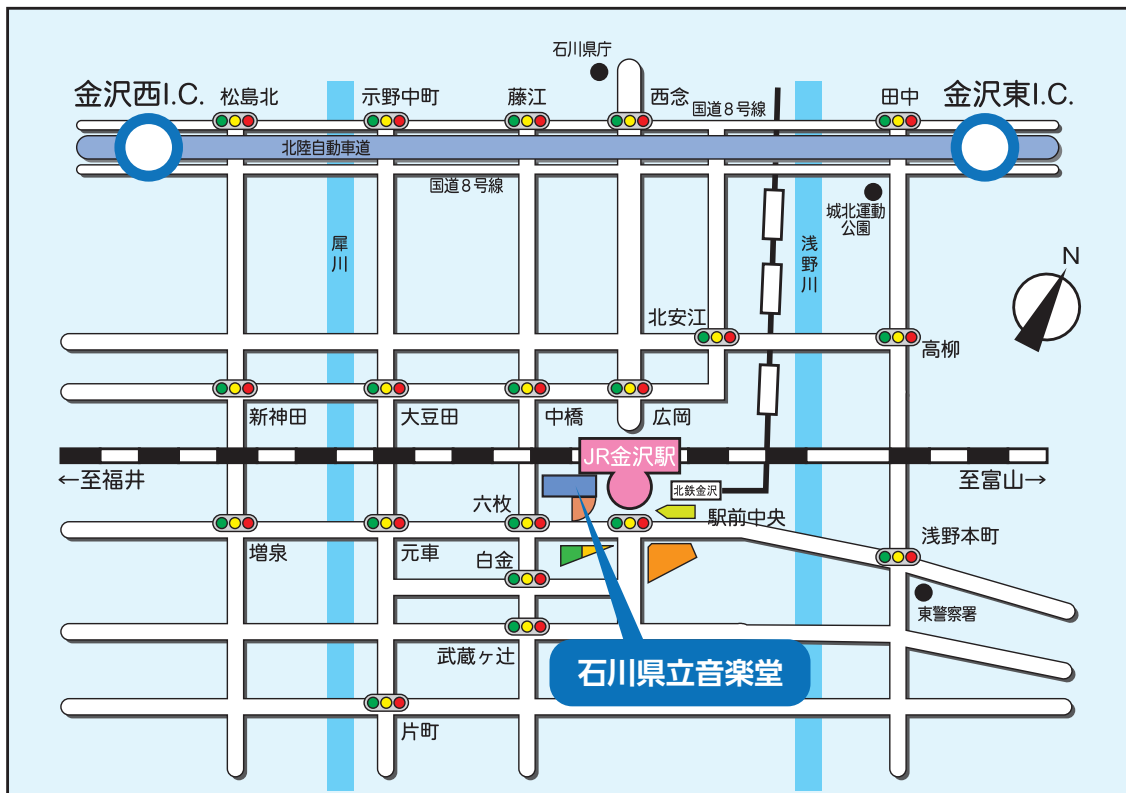 石川県庁
金沢西I.C.
松島北
示野中町
藤江
西念
国道8号線
田中
金沢東I.C.
北陸自動車道
国道8号線
城北運動
公園
犀川
浅野川
N
北安江
高柳
新神田
大豆田
中橋
広岡
JR金沢駅
←至福井
至富山→
北鉄金沢
六枚
駅前中央
増泉
元車
浅野本町
白金
東警察署
武蔵ヶ辻
石川県立音楽堂
片町